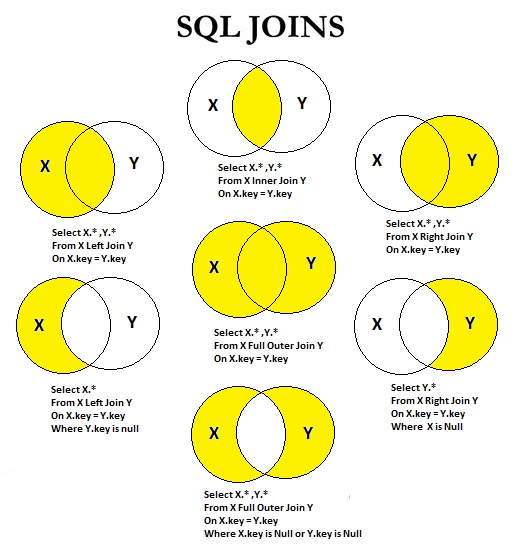 SQL JOINS
X Y
Select X.* ,Y.*
From X Inner Join Y
On X.key = Y.key
X Y
Select X.* ,Y.*
From X Left Join Y
On X.key = Y.key
X Y
Select X.* ,Y.*
From X Right Join Y
On X.key = Y.key
X Y
Select X.* ,Y.*
From X Full Outer Join Y
On X.key = Y.key
X Y
Select X.*
From X Left Join Y
On X.key = Y.key
Where Y.key is null
X Y
Select Y.*
From X Right Join Y
On X.key = Y.key
Where X is Null
X Y
Select X.* ,Y.*
From X Full Outer Join Y
On X.key = Y.key
Where X.key is Null or Y.key is Null